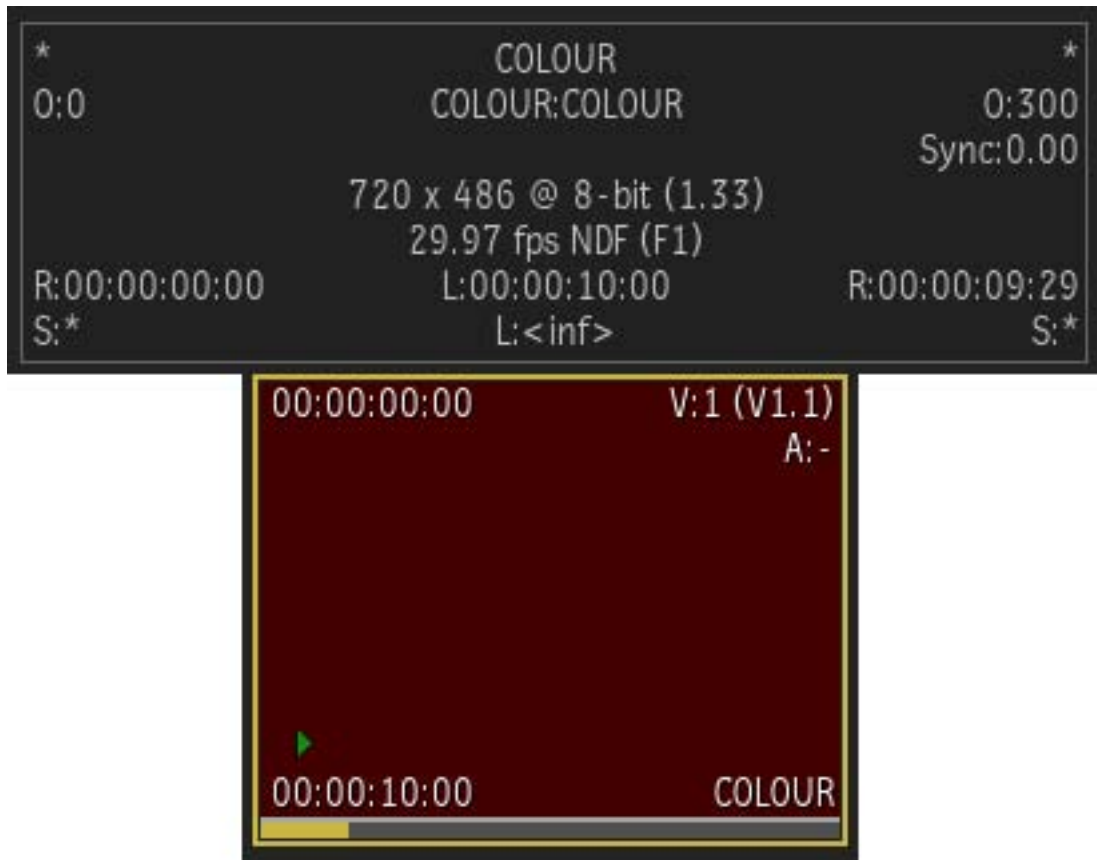 * COLOUR *
0:0 COLOUR:COLOUR 0:300
Sync:0.00
720 x 486 @ 8-bit (1.33)
29.97 fps NDF (F1)
R:00:00:00:00 L:00:00:10:00 R:00:00:09:29
S:* L:<inf> S:*
00:00:00:00 V:1 (V1.1)
A:-
00:00:10:00 COLOUR